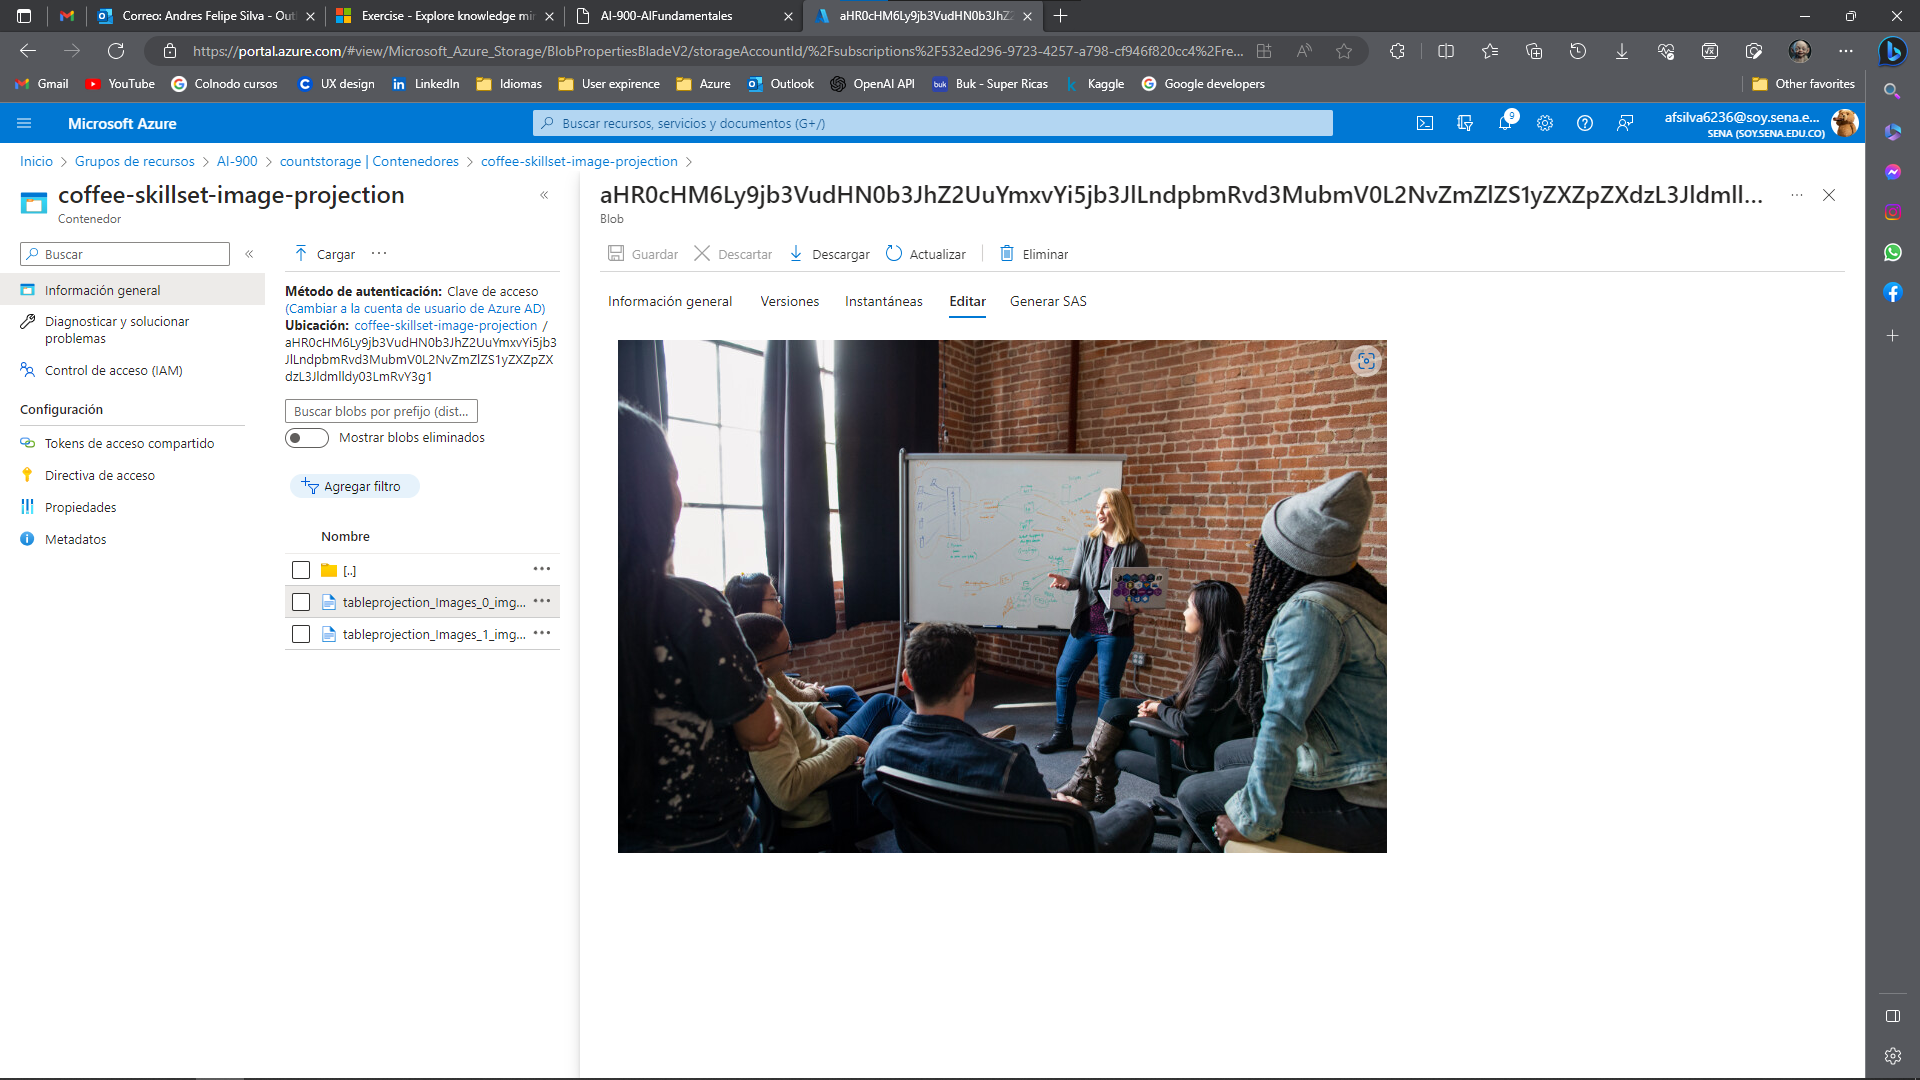 Correo: Andres Felipe Silva - Outl
Exercise - Explore knowledge mi
AI-900-AIFundamentales
aHR0cHM6Ly9jb3VudHN0b3JhZ2
https://portal.azure.com/#view/Microsoft_Azure_Storage/BlobPropertiesBladeV2/storageAccountId/%2Fsubscriptions%2F532ed296-9723-4257-a798-cf946f820cc4%2Fre...
Gmail
YouTube
Colnodo cursos
UX design
LinkedIn
Idiomas
User expirence
Azure
Outlook
OpenAI API
Buk - Super Ricas
Kaggle
Google developers
Other favorites
Microsoft Azure
Buscar recursos, servicios y documentos (G+/)
9
afsilva6236@soy.sena.e...
SENA (SOY.SENA.EDU.CO)
Inicio > Grupos de recursos > AI-900 > countstorage | Contenedores > coffee-skillset-image-projection >
coffee-skillset-image-projection
Contenedor
Buscar
Información general
Diagnosticar y solucionar
problemas
Control de acceso (IAM)
Configuración
Tokens de acceso compartido
Directiva de acceso
Propiedades
Metadatos
Cargar
Método de autenticación: Clave de acceso
(Cambiar a la cuenta de usuario de Azure AD)
Ubicación: coffee-skillset-image-projection /
aHR0cHM6Ly9jb3VudHN0b3JhZ2UuYmxvYi5jb3
JlLndpbmRvd3MubmV0L2NvZmZlZS1yZXZpZX
dzL3Jldmlldy03LmRvY3g1
Buscar blobs por prefijo (dist...
Mostrar blobs eliminados
Agregar filtro
Nombre
[..]
tableprojection_Images_0_img...
tableprojection_Images_1_img...
aHR0cHM6Ly9jb3VudHN0b3JhZ2UuYmxvYi5jb3JlLndpbmRvd3MubmV0L2NvZmZlZS1yZXZpZXdzL3Jldmll...
Blob
Guardar
Descartar
Descargar
Actualizar
Eliminar
Información general
Versiones
Instantáneas
Editar
Generar SAS